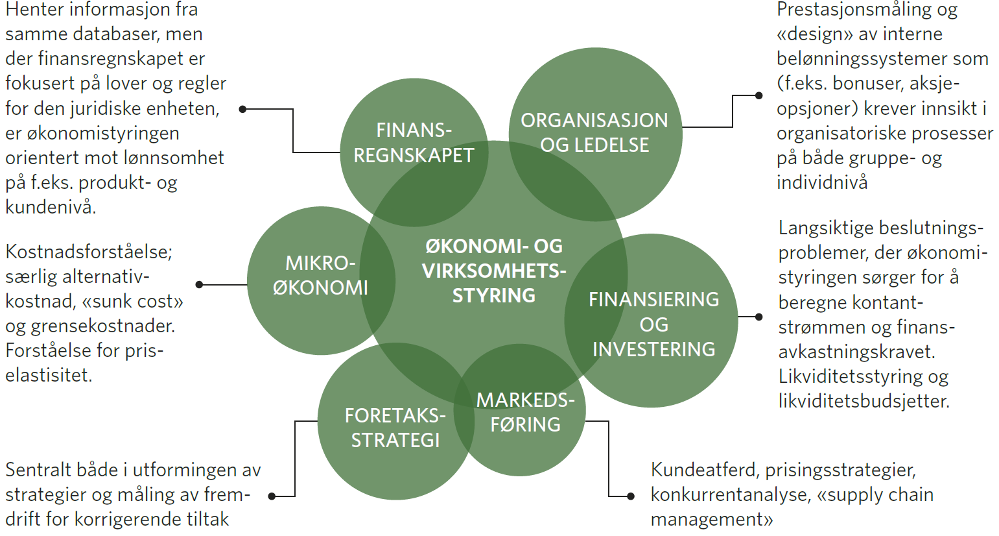 Henter informasjon fra
samme databaser, men
der finansregnskapet er
fokusert på lover og regler
for den juridiske enheten,
er økonomistyringen
orientert mot lønnsomhet
på f.eks. produkt- og
kundenivå.
FINANS-
REGNSKAPET
ORGANISASJON
OG LEDELSE
Prestasjonsmåling og
«design» av interne
belønningssystemer som
(f.eks. bonuser, aksje-
opsjoner) krever innsikt i
organisatoriske prosesser
på både gruppe- og
individnivå
Kostnadsforståelse;
særlig alternativ-
kostnad, «sunk cost»
og grensekostnader.
Forståelse for pris-
elastisitet.
MIKRO-
ØKONOMI
ØKONOMI- OG
VIRKSOMHETS-
STYRING
FINANSIERING
OG
INVESTERING
Langsiktige beslutnings-
problemer, der økonomi-
styringen sørger for å
beregne kontant-
strømmen og finans-
avkastningskravet.
Likviditetsstyring og
likviditetsbudsjetter.
FORETAKS-
STRATEGI
MARKEDS-
FØRING
Sentralt både i utformingen av
strategier og måling av frem-
drift for korrigerende tiltak
Kundeatferd, prisingsstrategier,
konkurrentanalyse, «supply chain
management»